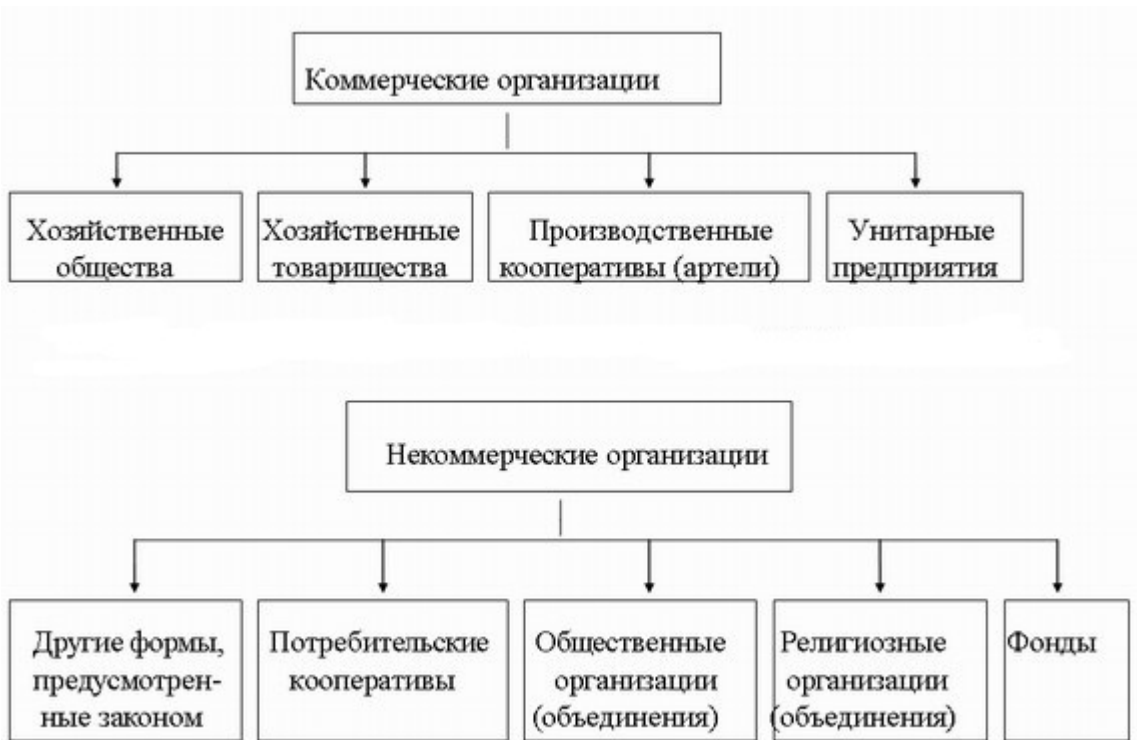 Коммерческие организации
Хозяйственные
общества
Хозяйственные
товарищества
Производственные
кооперативы (артели)
Унитарные
предприятия
Некоммерческие организации
Другие формы,
предусмотрен-
ные законом
Потребительские
кооперативы
Общественные
организации
(объединения)
Религиозные
организации
(объединения)
Фонды